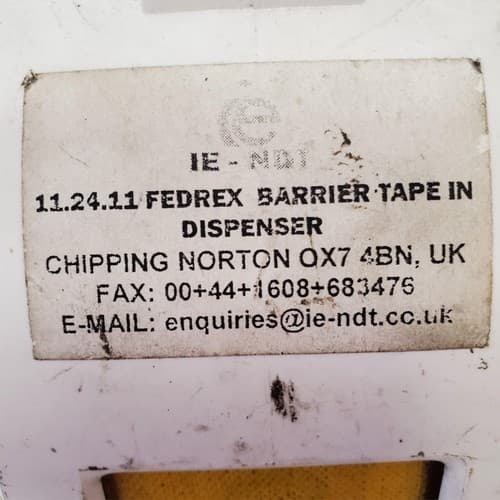 e
IE - NDT
11.24.11 FEDREX BARRIER TAPE IN
DISPENSER
CHIPPING NORTON OX7 4BN, UK
FAX: 00+44+1608+683476
E-MAIL: enquiries@ie-ndt.co.uk